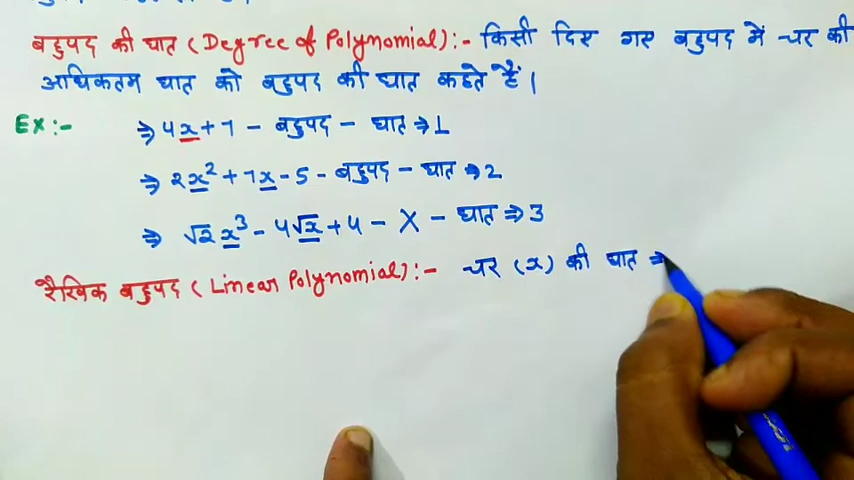 बहुपद की घात (Degree of Polynomial):- किसी दिए गए बहुपद में चर की
अधिकतम घात को बहुपद की घात कहते हैं।
Ex:- ⇒ 4x+7 - बहुपद - घात ⇒ 1
⇒ 2x²+7x-5 - बहुपद - घात ⇒ 2
⇒ √2x³-4√x+4 - X - घात ⇒ 3
रैखिक बहुपद (Linear Polynomial):- चर (x) की घात ⇒